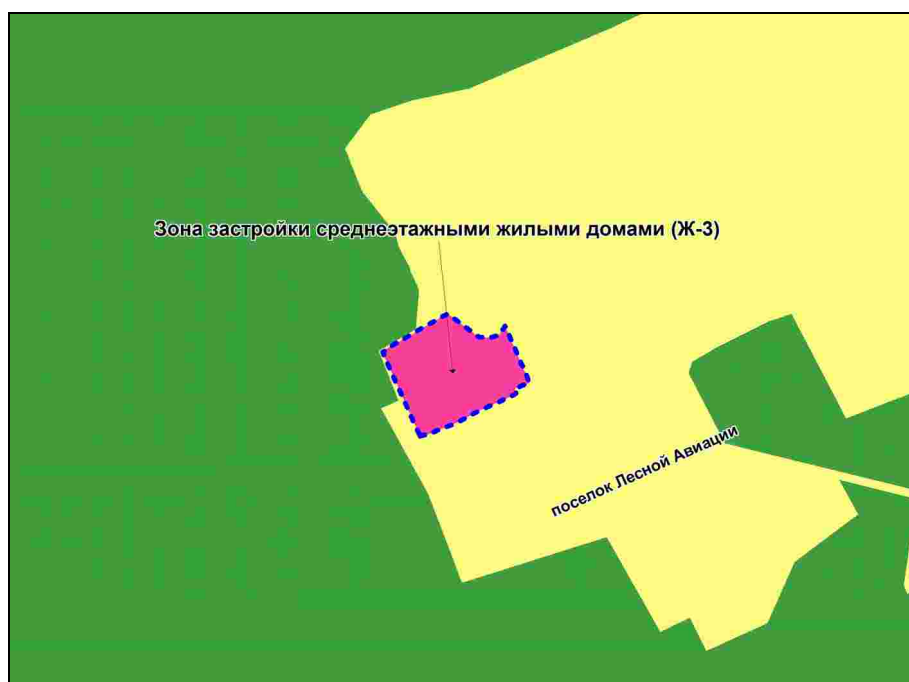 Зона застройки среднеэтажными жилыми домами (Ж-3)
поселок Лесной Авиации